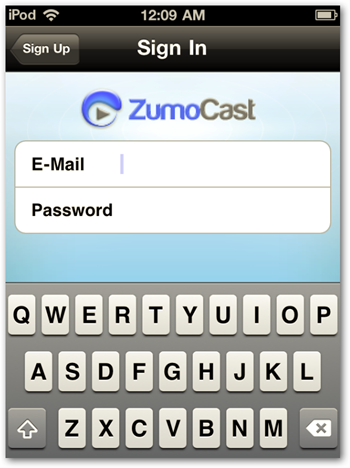 iPod 12:09 AM
Sign Up Sign In
ZumoCast
E-Mail
Password
Q W E R T Y U I O P
A S D F G H J K L
Z X C V B N M